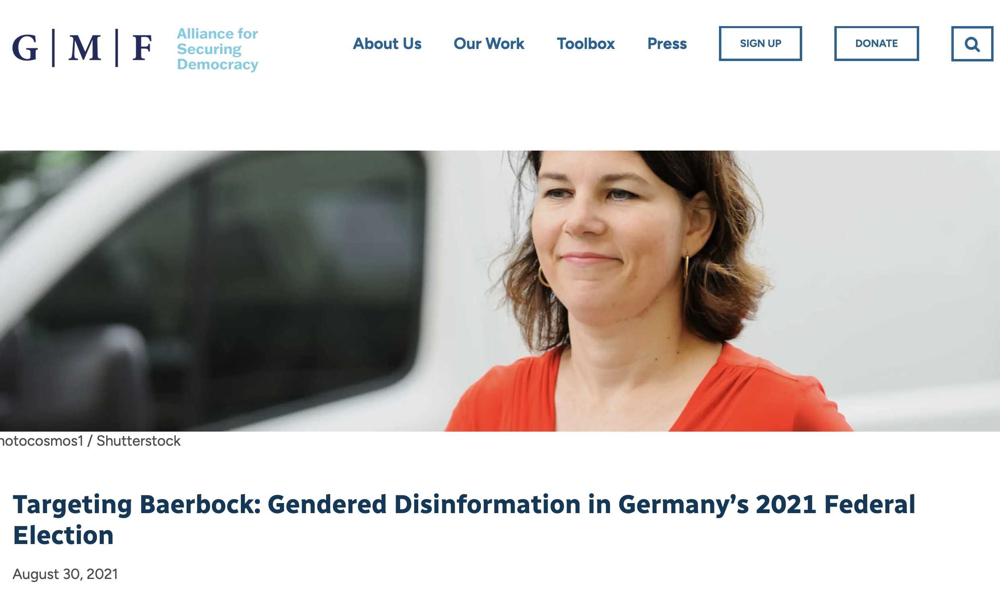 G|M|F
Alliance for
Securing
Democracy
About Us
Our Work
Toolbox
Press
SIGN UP
DONATE
hotocosmos1 / Shutterstock
Targeting Baerbock: Gendered Disinformation in Germany’s 2021 Federal
Election
August 30, 2021